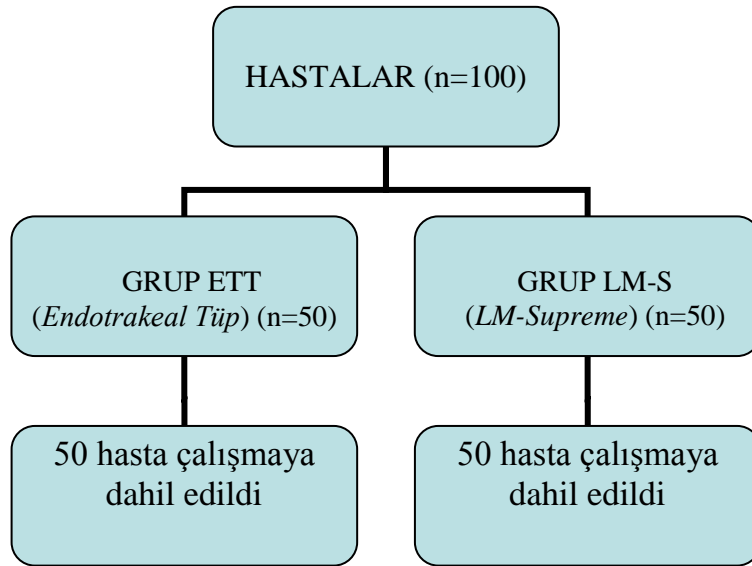 HASTALAR (n=100)
GRUP ETT
(Endotrakeal Tüp) (n=50)
GRUP LM-S
(LM-Supreme) (n=50)
50 hasta çalışmaya
dahil edildi
50 hasta çalışmaya
dahil edildi